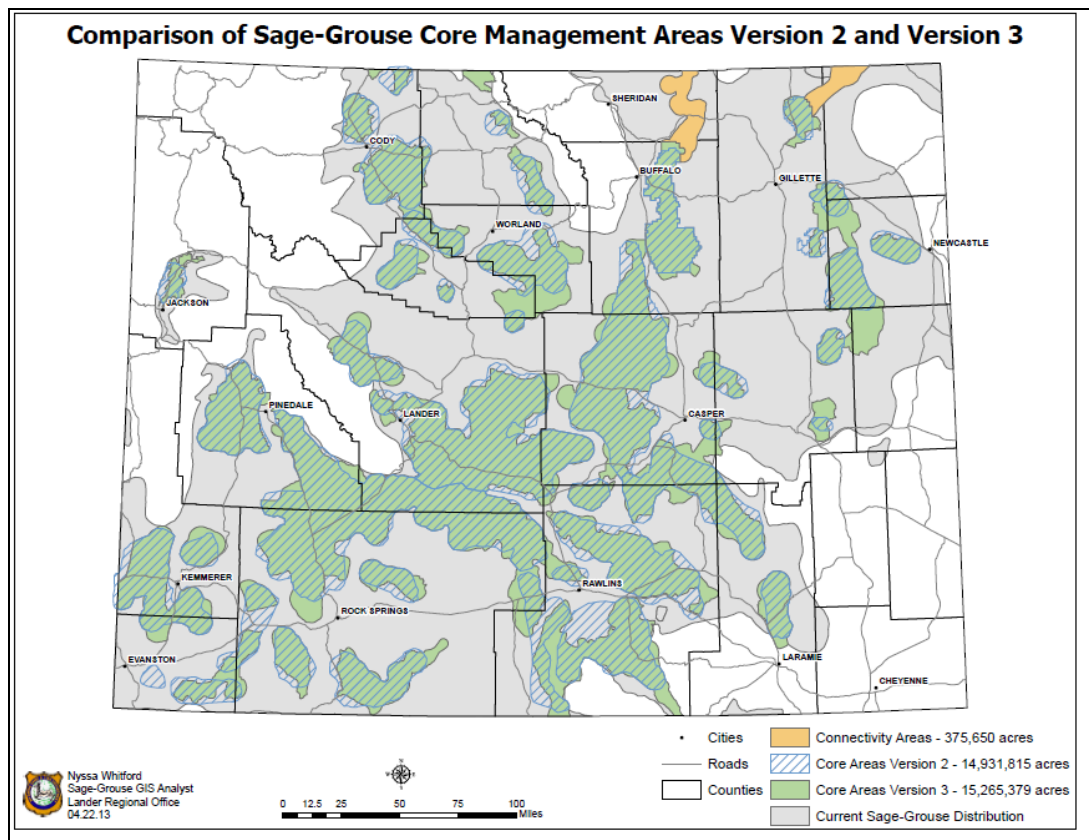 Comparison of Sage-Grouse Core Management Areas Version 2 and Version 3
SHERIDAN
CODY
BUFFALO
GILLETTE
WORLAND
NEWCASTLE
JACKSON
PINEDALE
LANDER
CASPER
KEMMERER
RAWLINS
ROCK SPRINGS
EVANSTON
LARAMIE
CHEYENNE
Cities
Roads
Counties
Connectivity Areas - 375,650 acres
Core Areas Version 2 - 14,931,815 acres
Core Areas Version 3 - 15,265,379 acres
Current Sage-Grouse Distribution
Nyssa Whitford
Sage-Grouse GIS Analyst
Lander Regional Office
04.22.13
N
W E
S
0 12.5 25 50 75 100
Miles